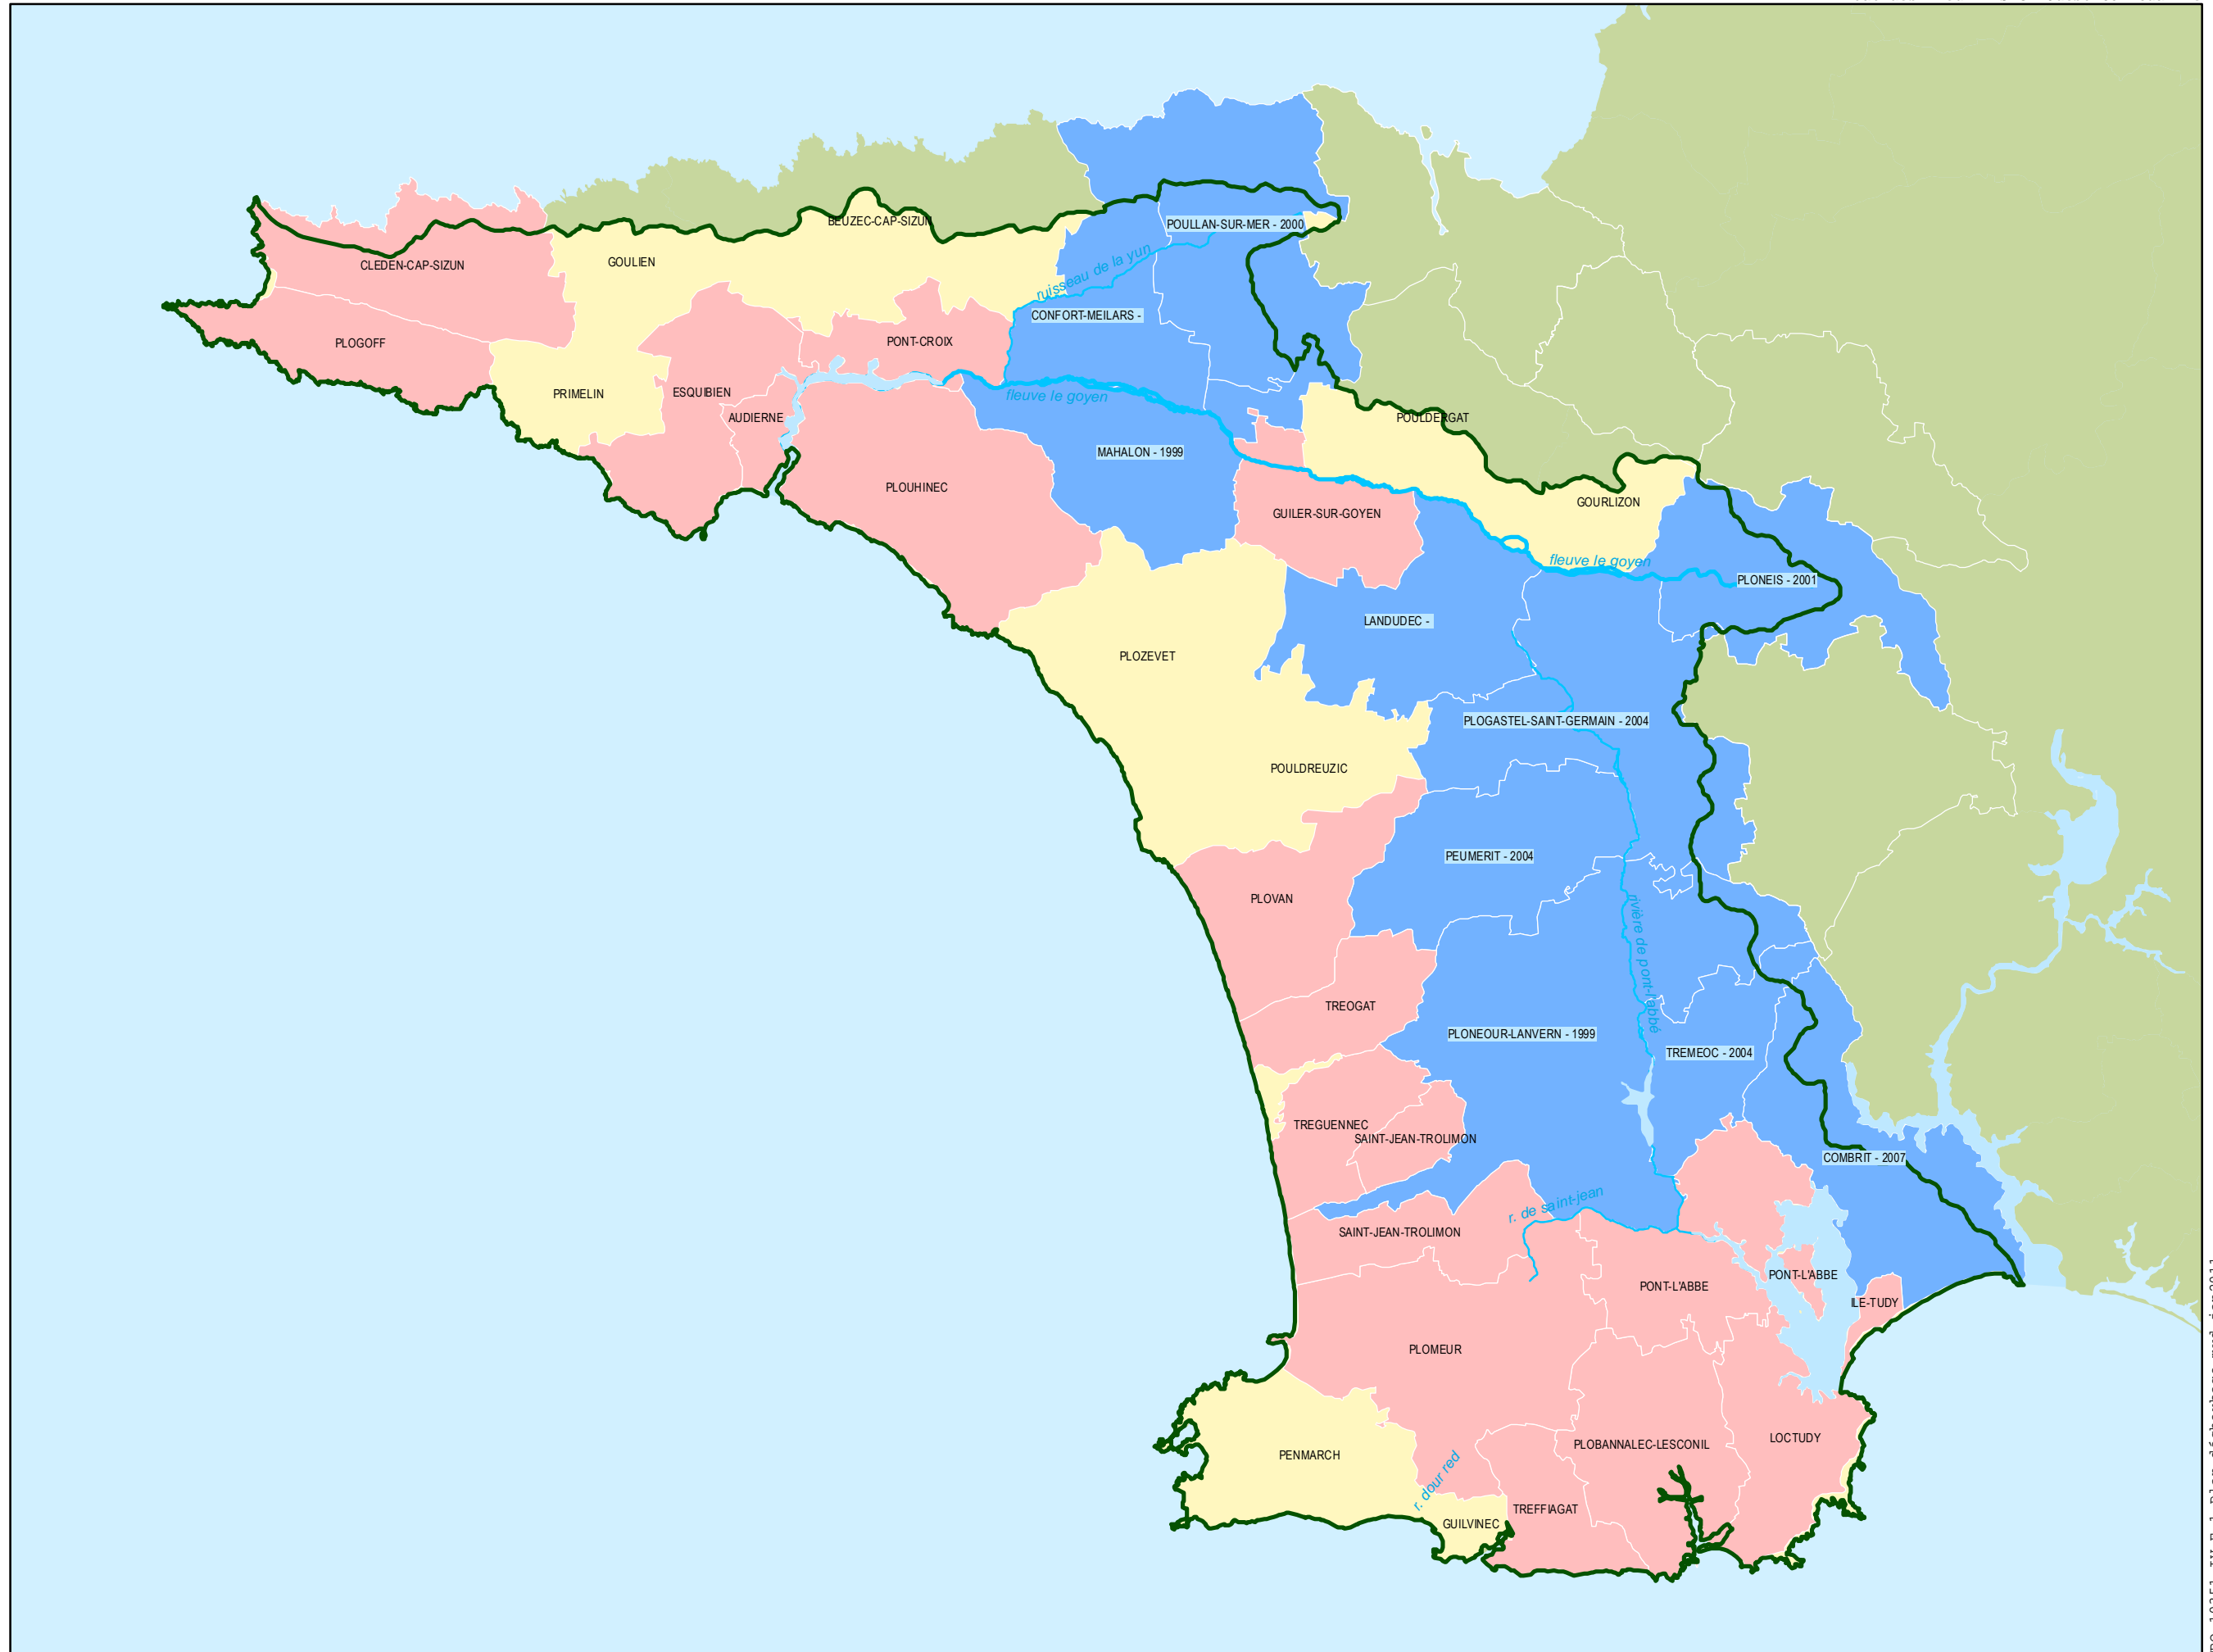 BEUZEC-CAP-SIZUN
POULLAN-SUR-MER - 2000
GOULIEN
CLEDEN-CAP-SIZUN
ruisseau de la yun
CONFORT-MEILARS -
PLOGOFF
PONT-CROIX
PRIMELIN
ESQUIBIEN
fleuve le goyen
AUDIERNE
POULDERGAT
MAHALON - 1999
PLOUHINEC
GOURLIZON
GUILER-SUR-GOYEN
fleuve le goyen
PLONEIS - 2001
LANDUDEC -
PLOZEVET
PLOGASTEL-SAINT-GERMAIN - 2004
POULDREUZIC
PEUMERIT - 2004
PLOVAN
rivière de pont-l'abbé
TREOGAT
PLONEOUR-LANVERN - 1999
TREMEOC - 2004
TREGUENNEC
SAINT-JEAN-TROLIMON
COMBRIT - 2007
r. de saint-jean
SAINT-JEAN-TROLIMON
PONT-L'ABBE
PONT-L'ABBE
ILE-TUDY
PLOMEUR
LOCTUDY
PLOBANNALEC-LESCONIL
PENMARCH
r. dour red
TREFFIAGAT
GUILVINEC